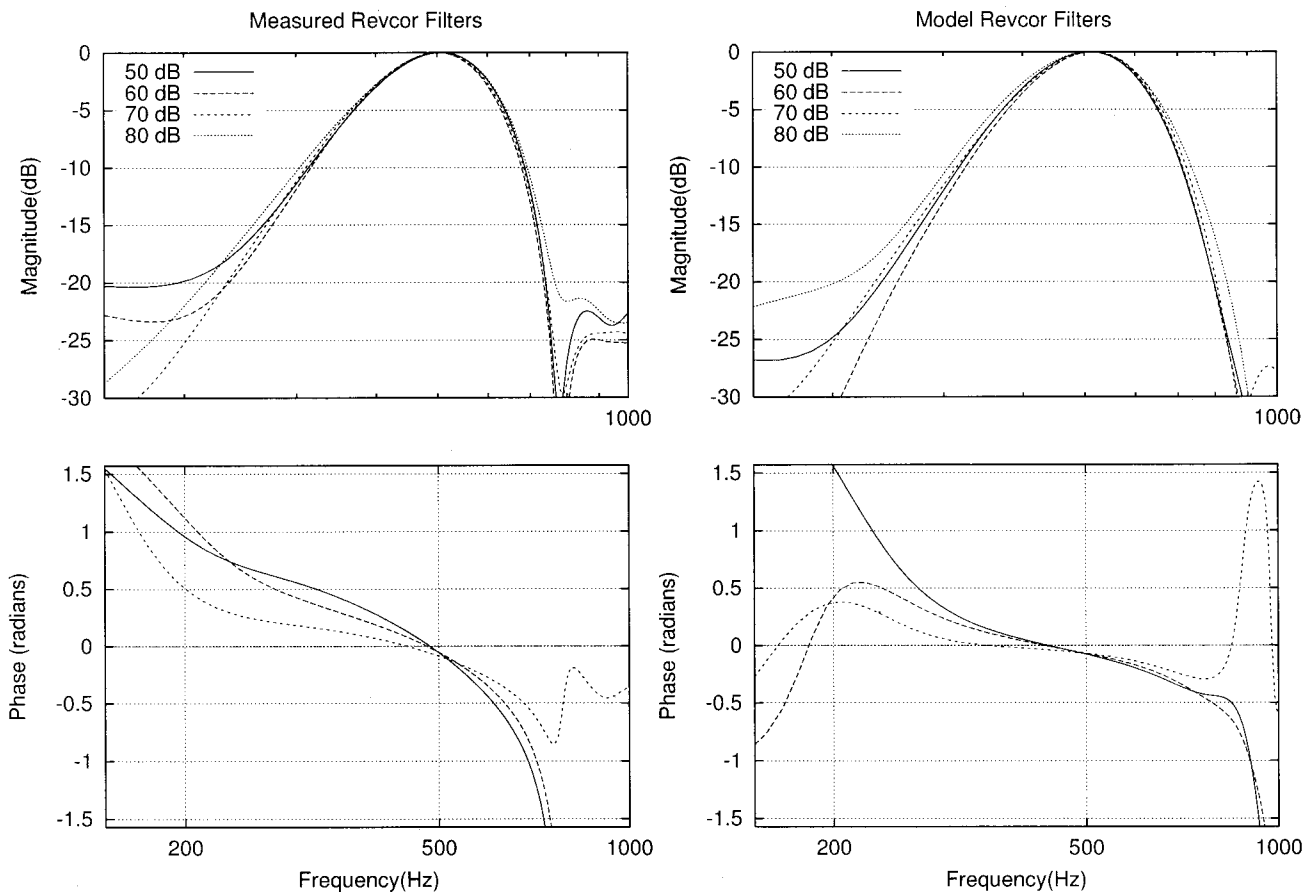 Measured Revcor Filters
0
-5
-10
-15
-20
-25
-30
50 dB
60 dB
70 dB
80 dB
Magnitude(dB)
1000
Model Revcor Filters
0
-5
-10
-15
-20
-25
-30
50 dB
60 dB
70 dB
80 dB
Magnitude(dB)
1000
1.5
1
0.5
0
-0.5
-1
-1.5
Phase (radians)
200
500
1000
Frequency(Hz)
1.5
1
0.5
0
-0.5
-1
-1.5
Phase (radians)
200
500
1000
Frequency(Hz)